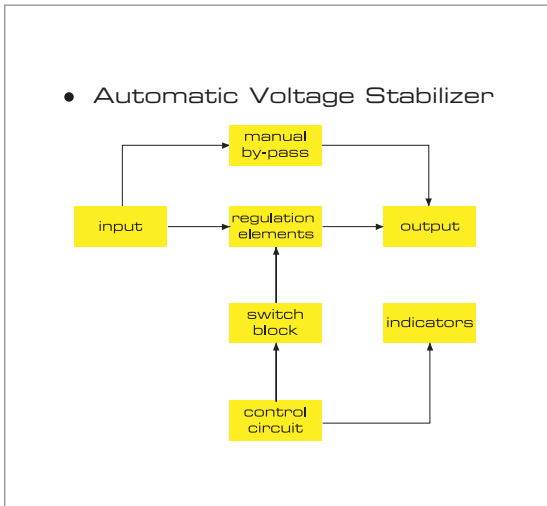 • Automatic Voltage Stabilizer
manual
by-pass
input
regulation
elements
output
switch
block
indicators
control
circuit